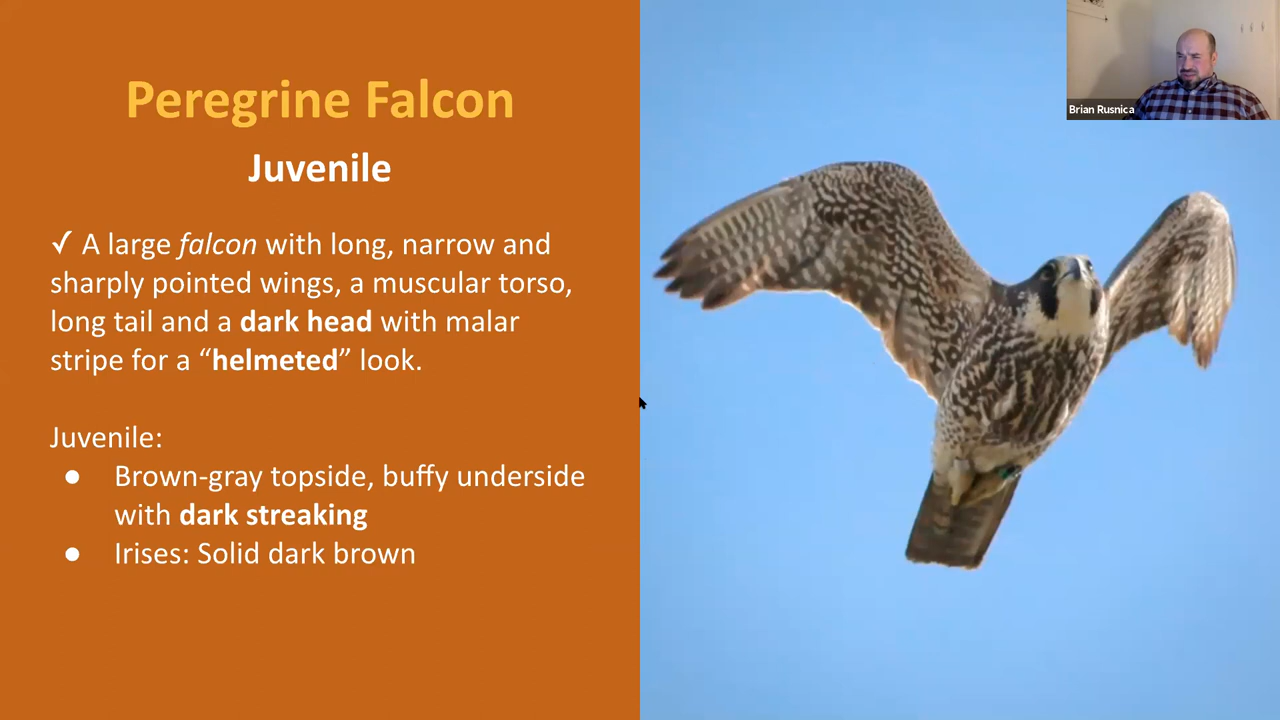 Peregrine Falcon
Juvenile
✓ A large falcon with long, narrow and
sharply pointed wings, a muscular torso,
long tail and a dark head with malar
stripe for a “helmeted” look.
Juvenile:
● Brown-gray topside, buffy underside
with dark streaking
● Irises: Solid dark brown
Brian Rusnica